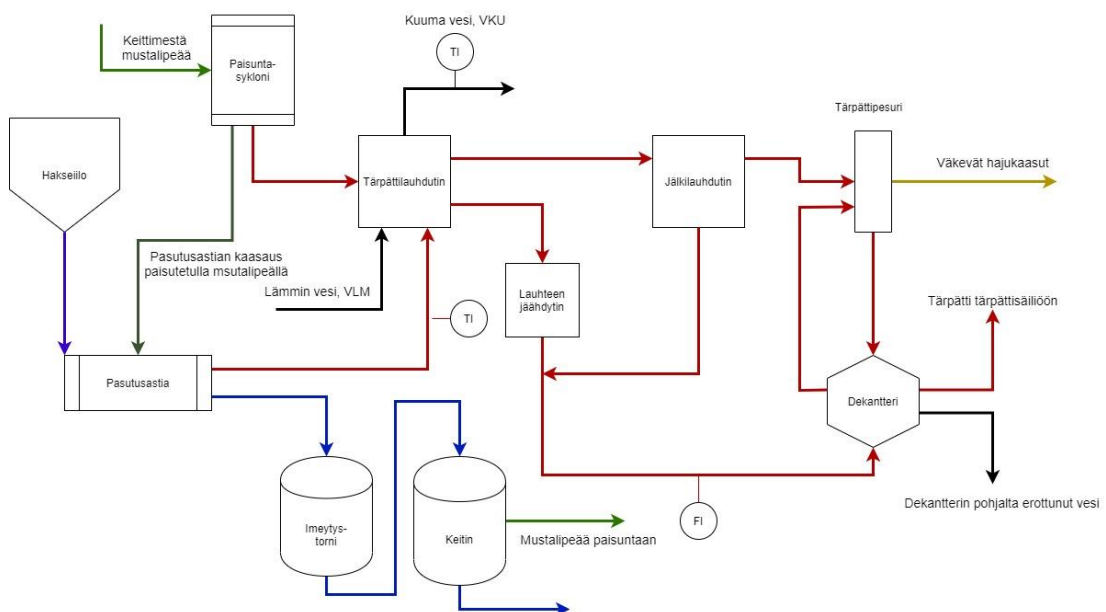 Kuuma vesi, VKU
Keittimestä
mustalipeää
Paisunta-
sykloni
TI
Tärpättipesuri
Väkevät hajukaasut
Hakseiilo
Tärpättilauhdutin
Jälkilauhdutin
Pasutusastian kaasaus
paisutetulla msutalipeällä
Lämmin vesi, VLM
Lauhteen
jäähdytin
Tärpätti tärpättisäiliöön
TI
Pasutusastia
Dekantteri
Imeytys-
torni
Keitin
Mustalipeää paisuntaan
FI
Dekantterin pohjalta erottunut vesi